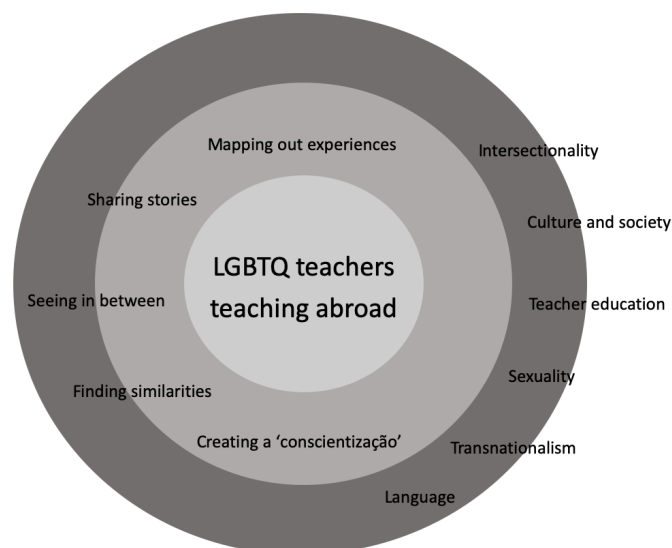 Mapping out experiences
Intersectionality
Sharing stories
Culture and society
LGBTQ teachers
teaching abroad
Seeing in between
Teacher education
Sexuality
Finding similarities
Creating a ‘conscientização’
Transnationalism
Language